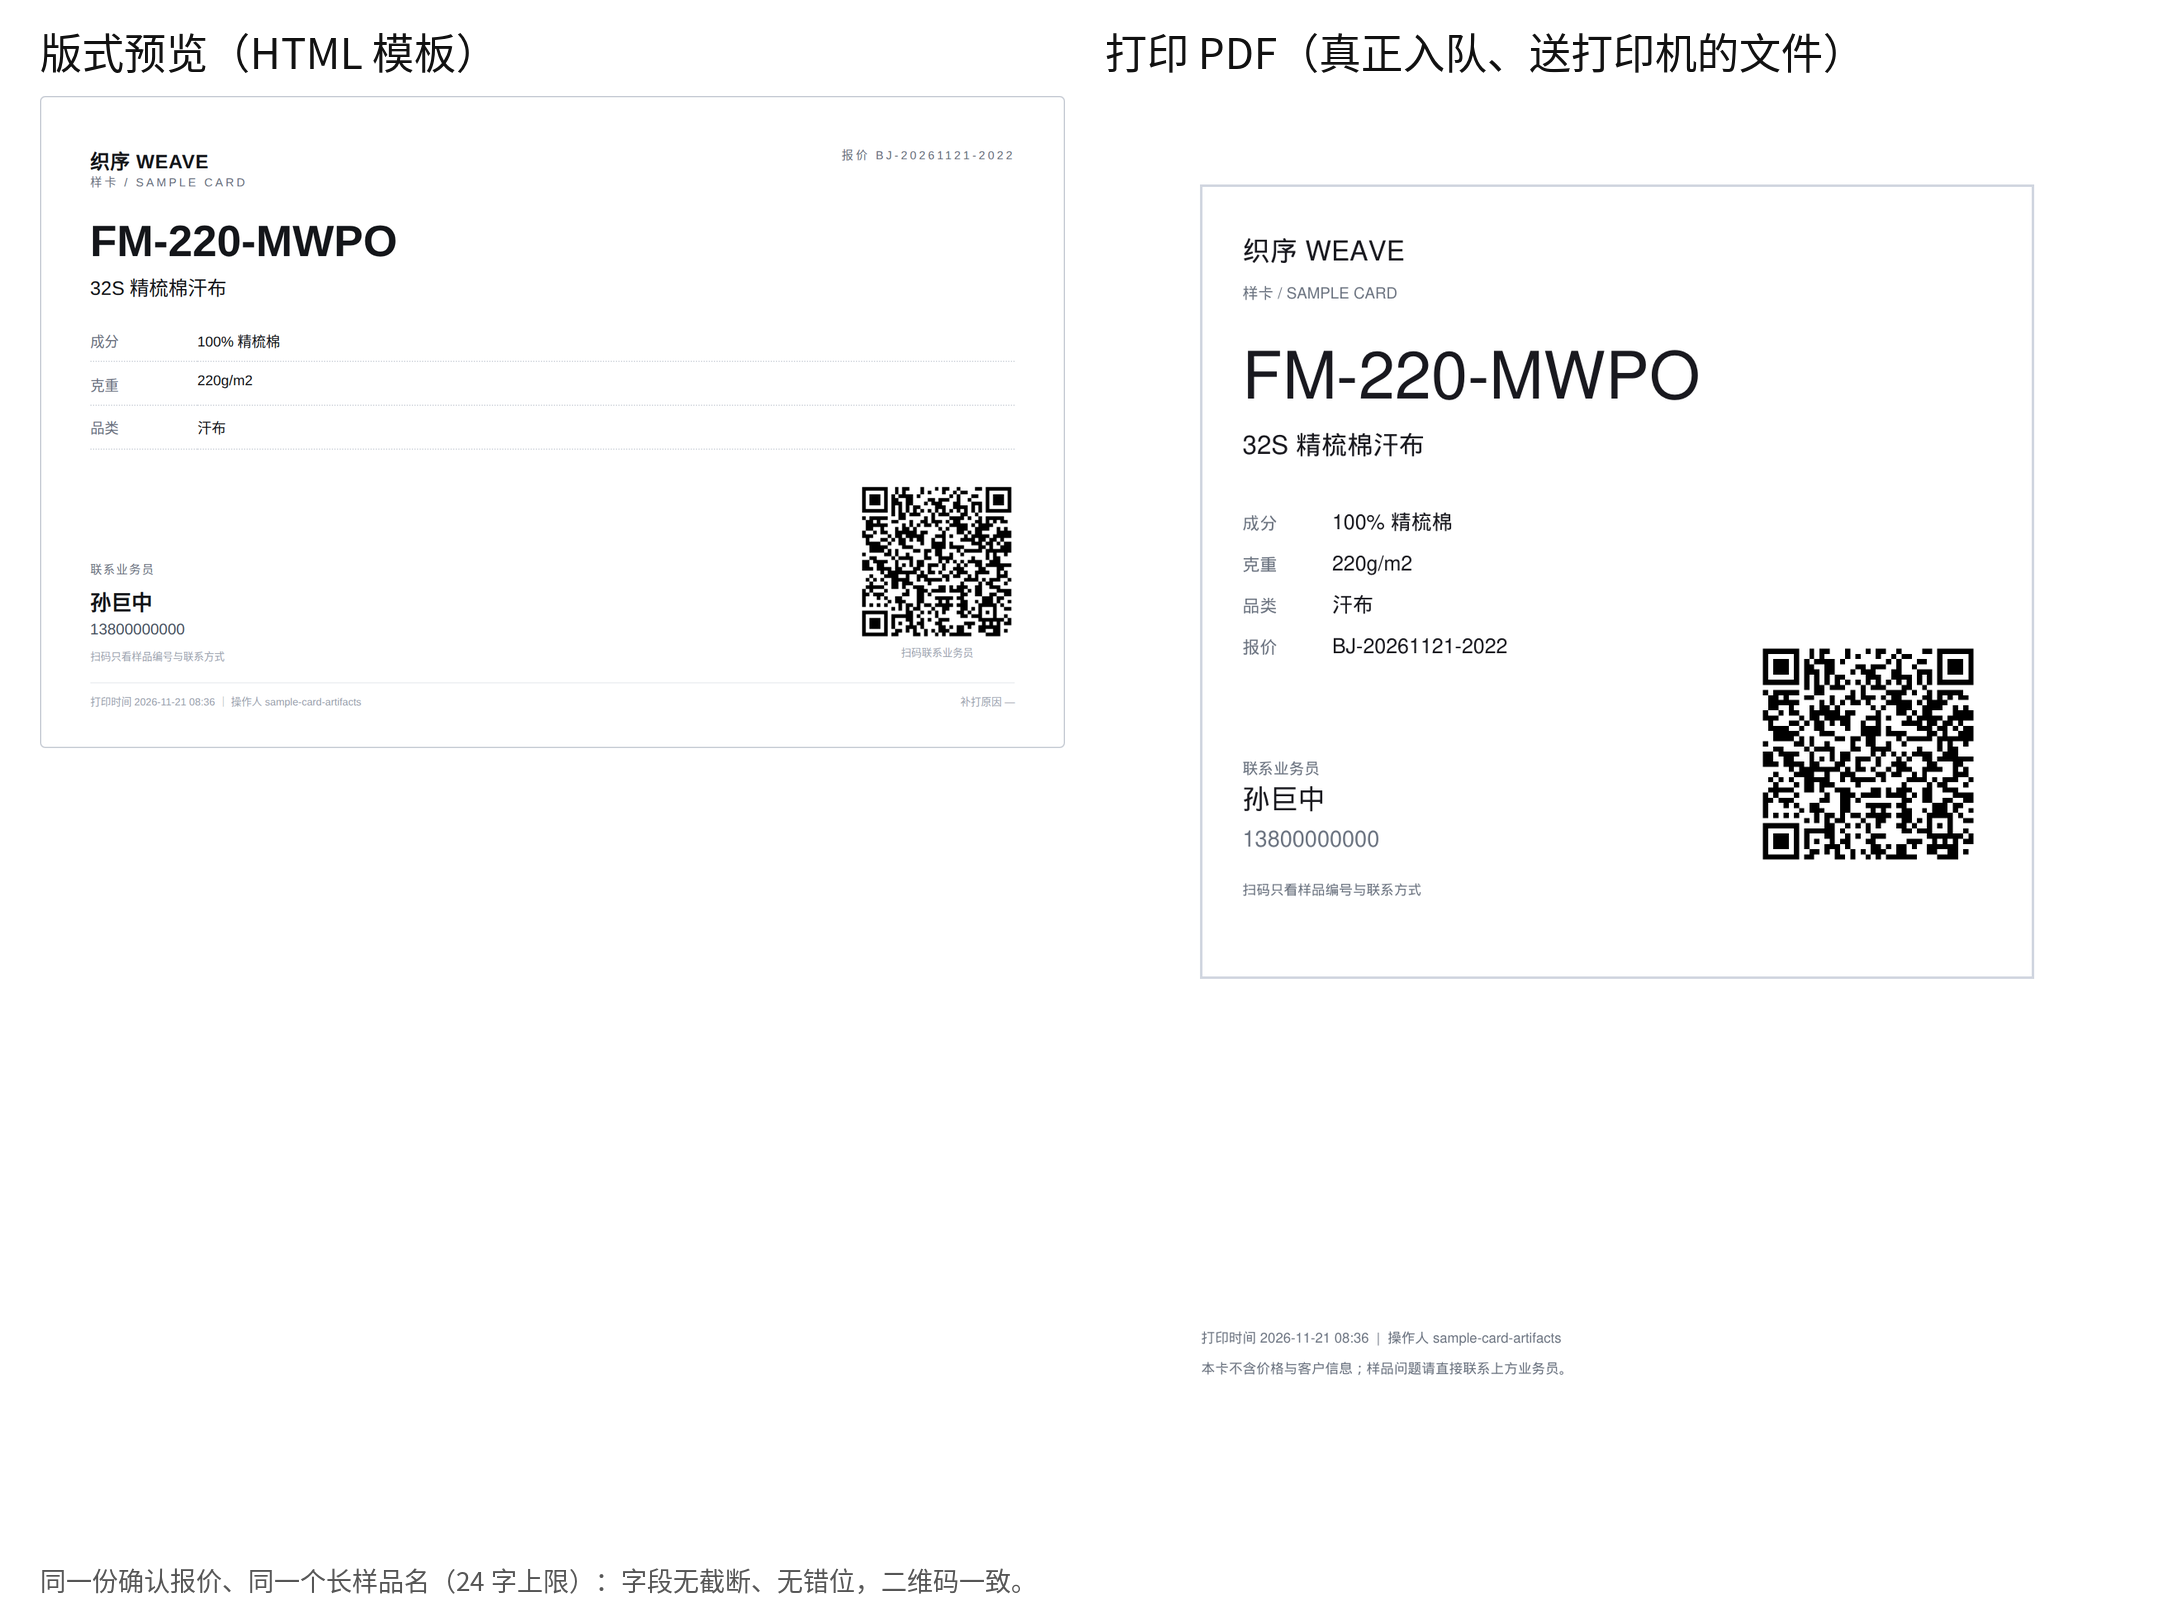 版式预览（HTML 模板）
织序 WEAVE
样卡 / SAMPLE CARD
报价 BJ-20261121-2022
FM-220-MWPO
32S 精梳棉汗布
成分 100% 精梳棉
克重 220g/m2
品类 汗布
联系业务员
孙巨中
13800000000
扫码只看样品编号与联系方式
扫码联系业务员
打印时间 2026-11-21 08:36 | 操作人 sample-card-artifacts
补打原因 —
打印 PDF（真正入队、送打印机的文件）
织序 WEAVE
样卡 / SAMPLE CARD
FM-220-MWPO
32S 精梳棉汗布
成分 100% 精梳棉
克重 220g/m2
品类 汗布
报价 BJ-20261121-2022
联系业务员
孙巨中
13800000000
扫码只看样品编号与联系方式
打印时间 2026-11-21 08:36 | 操作人 sample-card-artifacts
本卡不含价格与客户信息；样品问题请直接联系上方业务员。
同一份确认报价、同一个长样品名（24 字上限）：字段无截断、无错位，二维码一致。